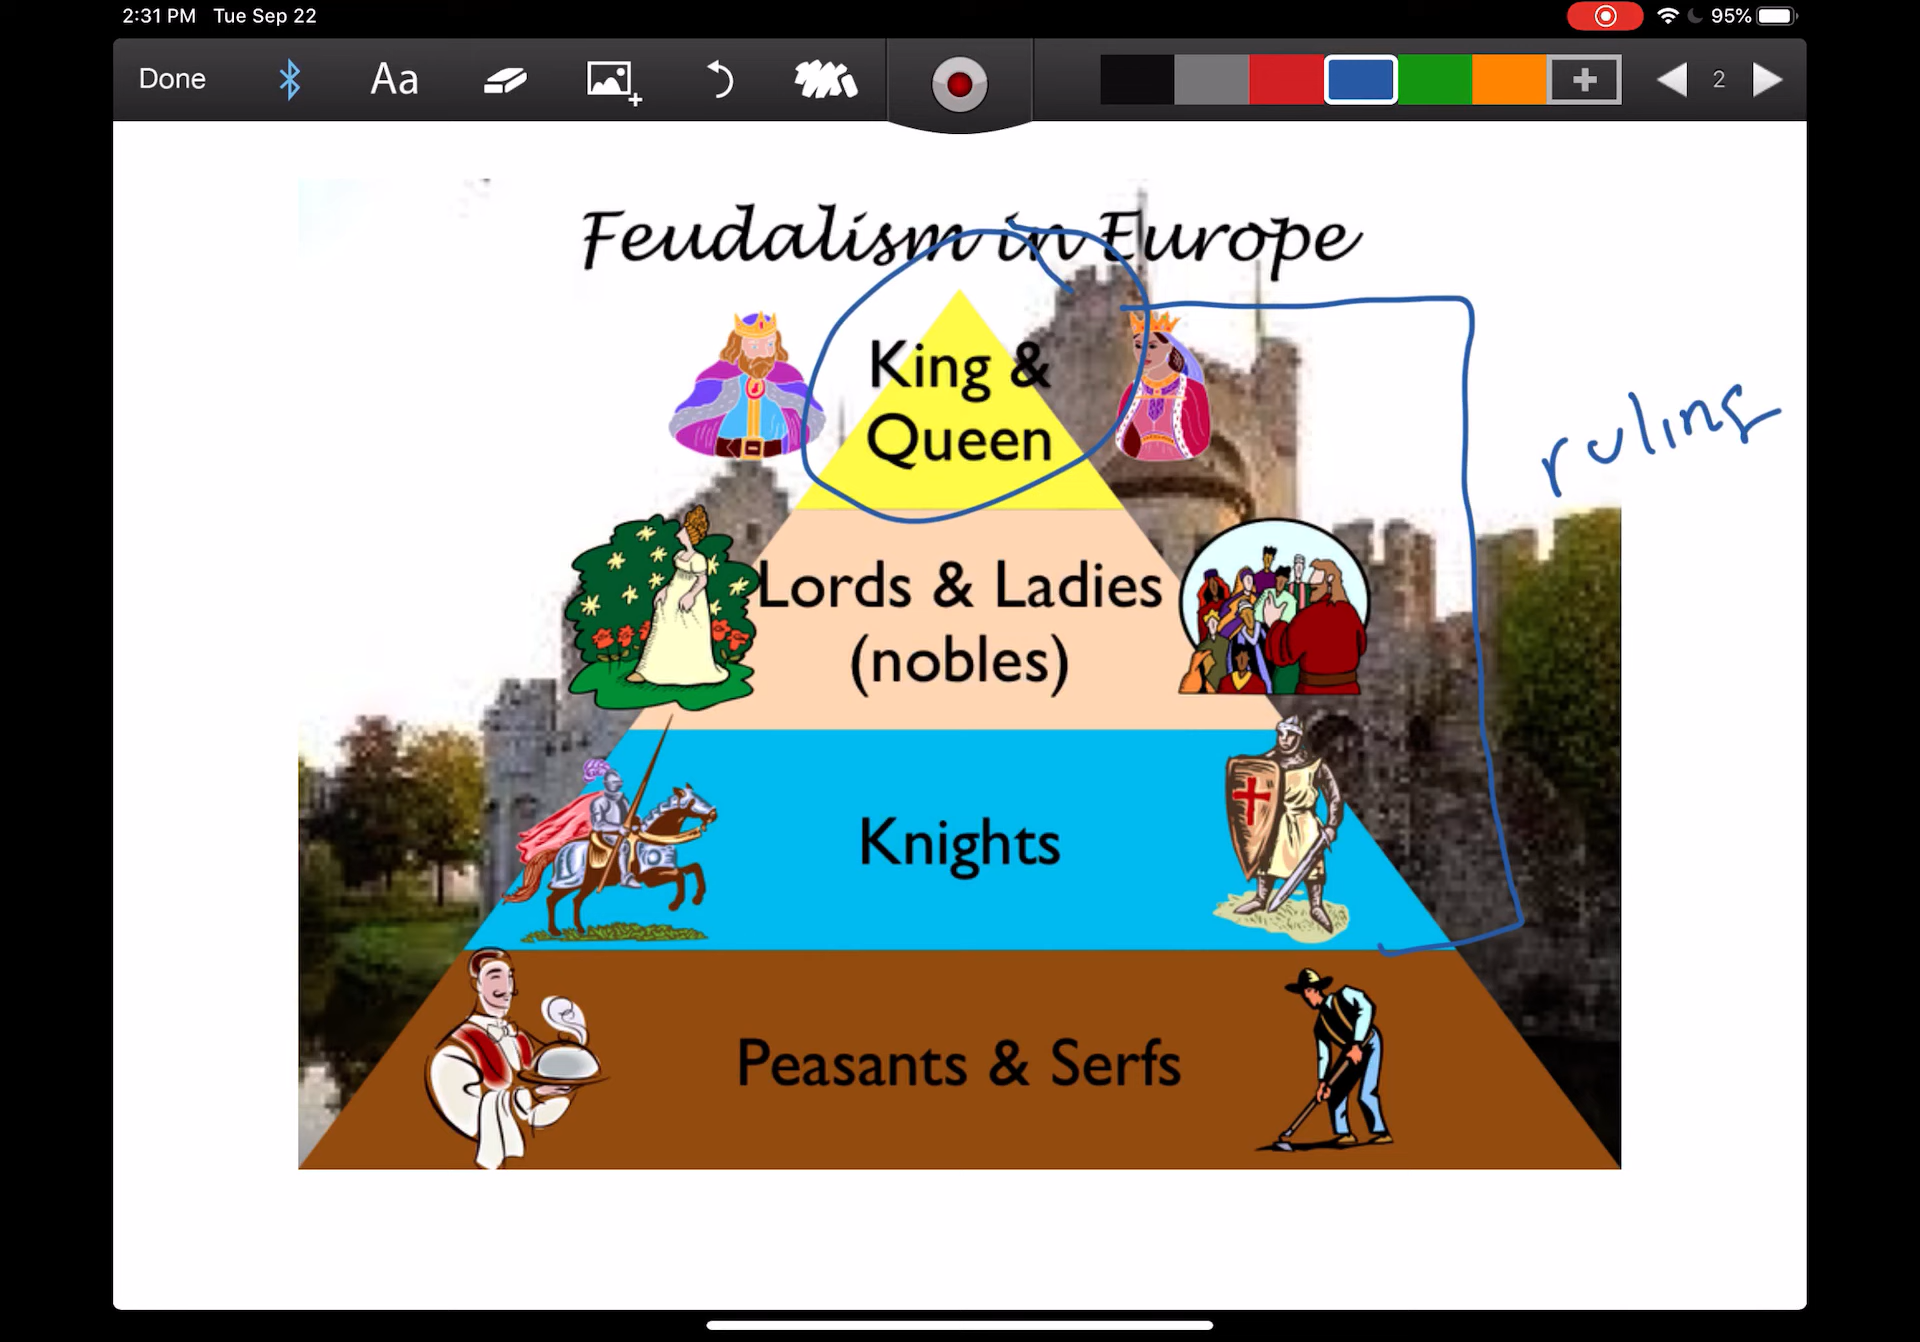 2:31 PM Tue Sep 22
95%
Done
Aa
2
Feudalism in Europe
King &
Queen
ruling
Lords & Ladies
(nobles)
Knights
Peasants & Serfs